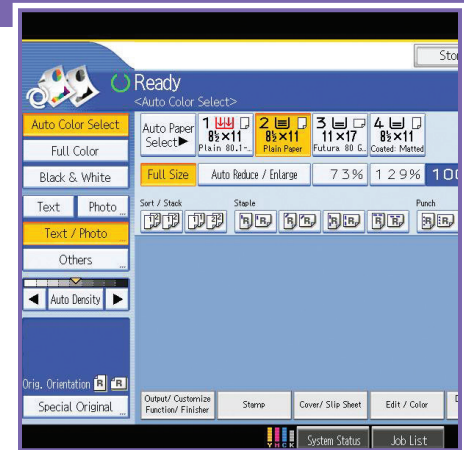 Stor
Ready
<Auto Color Select>
Auto Color Select
Full Color
Black & White
Text Photo
Text / Photo
Others
Auto Density
Orig. Orientation R R
Special Original
Auto Paper Select▶
1 8½×11 Plain 80.1-..
2 8½×11 Plain Paper
3 11×17 Futura 80 G..
4 8½×11 Coated: Matted
Full Size Auto Reduce / Enlarge 73% 129% 100
Sort / Stack Staple Punch
Output/ Customize Function/ Finisher
Stamp
Cover/ Slip Sheet
Edit / Color
Y M C K System Status Job List